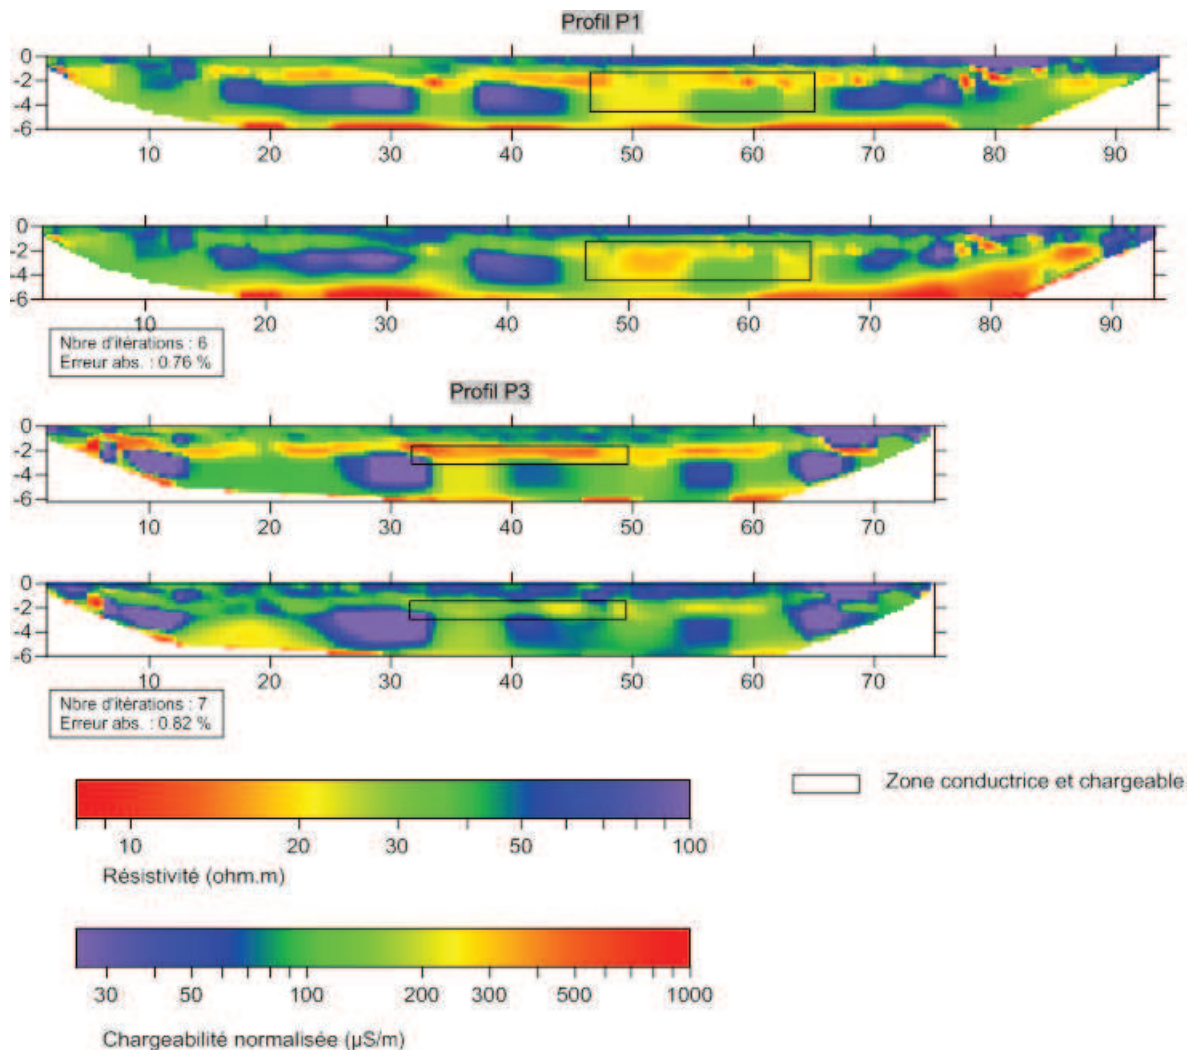 Profil P1
0
-2
-4
-6
10 20 30 40 50 60 70 80 90
0
-2
-4
-6
10 20 30 40 50 60 70 80 90
Nbre d'itérations : 6
Erreur abs. : 0.76 %
Profil P3
0
-2
-4
-6
10 20 30 40 50 60 70
0
-2
-4
-6
10 20 30 40 50 60 70
Nbre d'itérations : 7
Erreur abs. : 0.82 %
Zone conductrice et chargeable
10 20 30 50 100
Résistivité (ohm.m)
30 50 100 200 300 500 1000
Chargeabilité normalisée (µS/m)